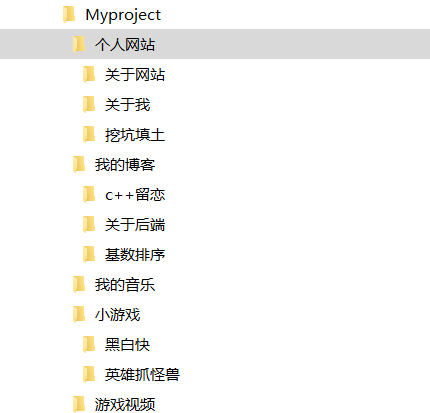 Myproject
个人网站
关于网站
关于我
挖坑填土
我的博客
c++留恋
关于后端
基数排序
我的音乐
小游戏
黑白快
英雄抓怪兽
游戏视频